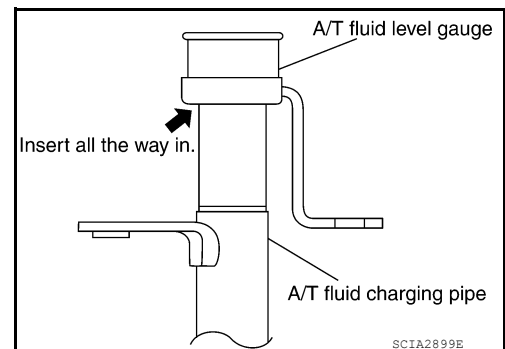 A/T fluid level gauge
Insert all the way in.
A/T fluid charging pipe
SCIA2899E